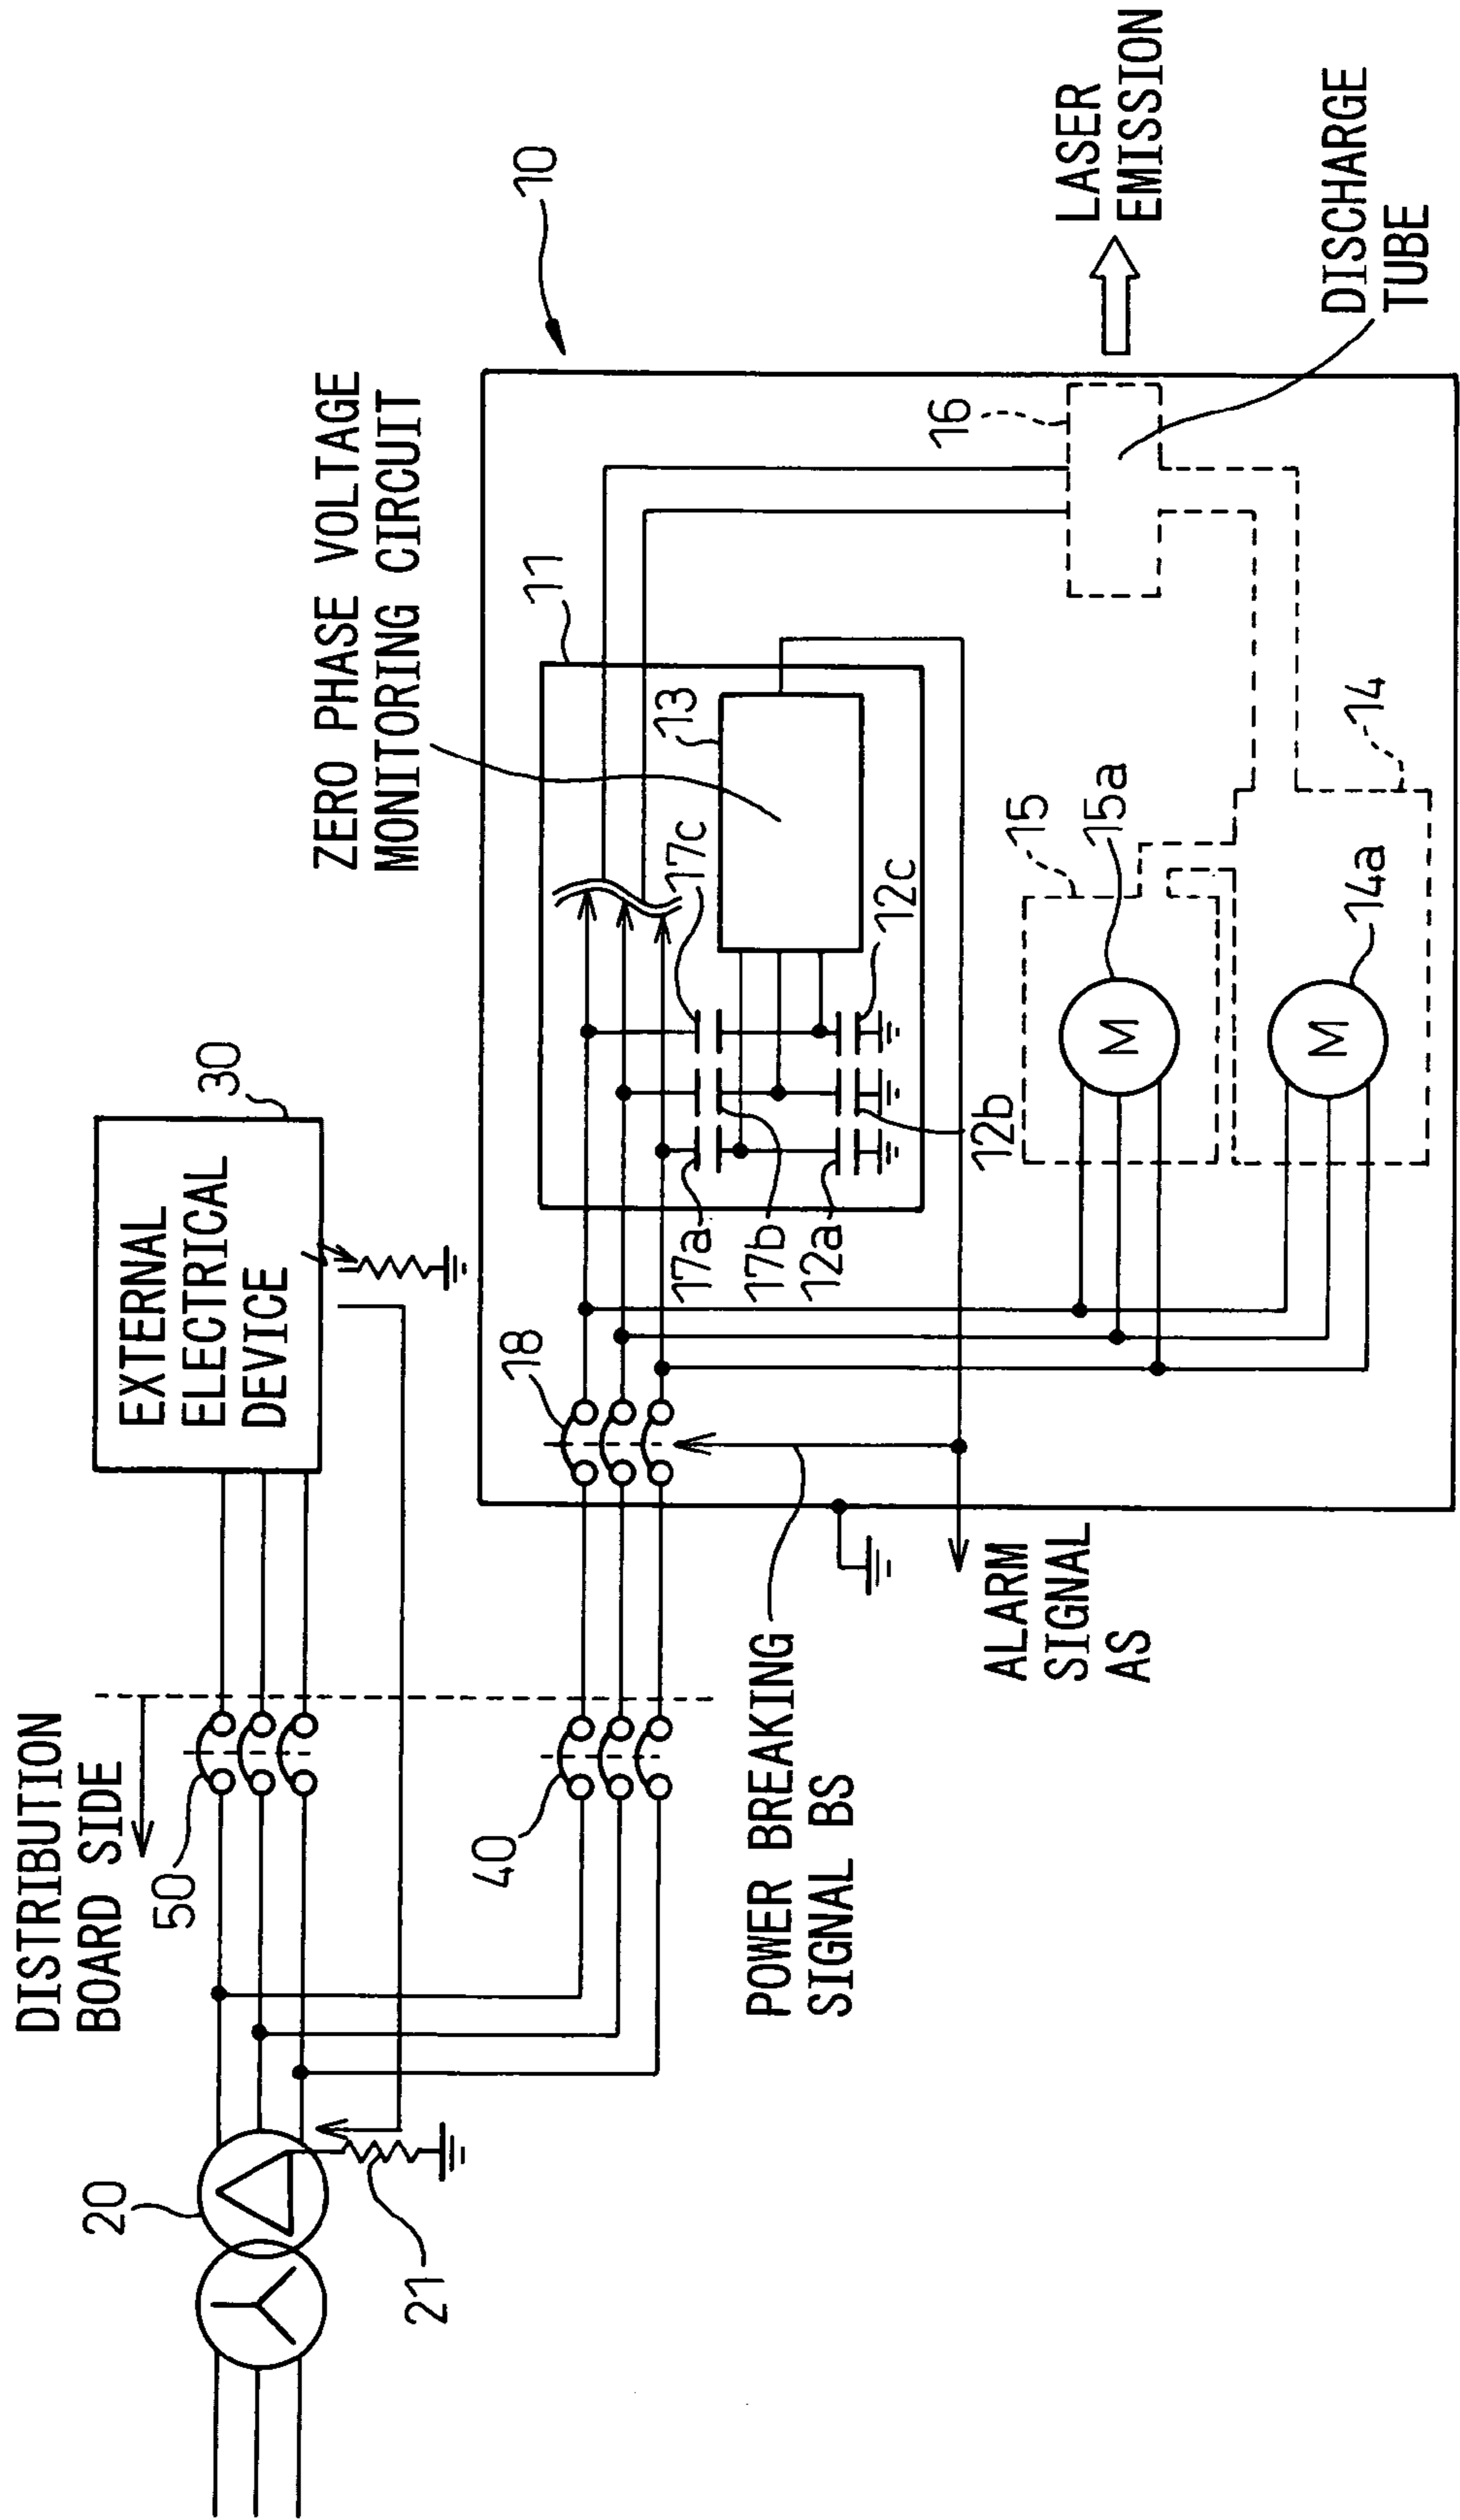 DISTRIBUTION
BOARD SIDE
20
50
EXTERNAL
ELECTRICAL
DEVICE
30
21
40
ZERO PHASE VOLTAGE
MONITORING CIRCUIT
10
18
11
13
17c
17a
17b
12a
12b
12c
16
POWER BREAKING
SIGNAL BS
ALARM
SIGNAL
AS
15
15a
M
14
14a
M
LASER
EMISSION
DISCHARGE
TUBE